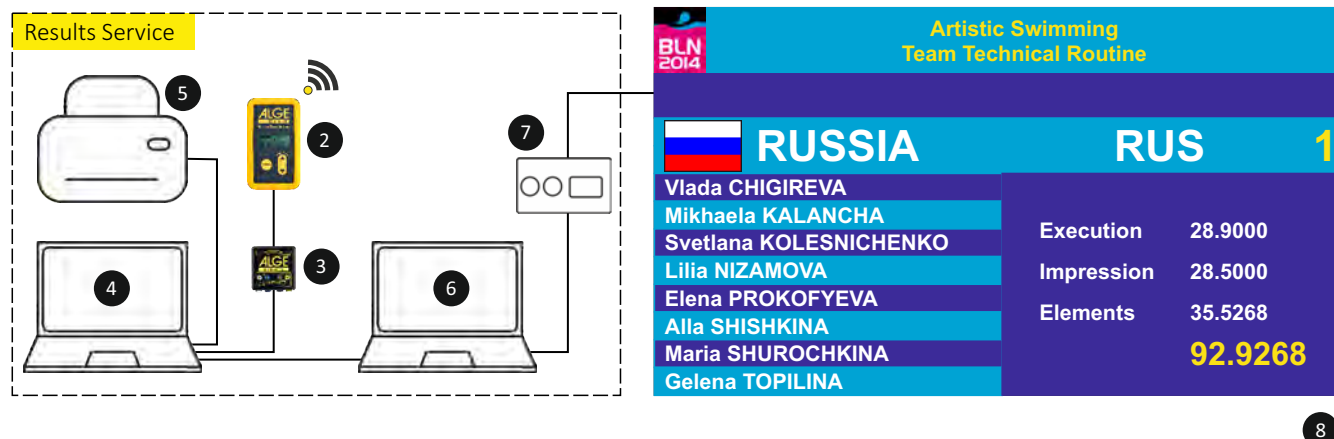 Results Service
5
ALGE
2
7
ALGE
3
4
6
BLN
2014
Artistic Swimming
Team Technical Routine
RUSSIA RUS 1
Vlada CHIGIREVA
Mikhaela KALANCHA
Svetlana KOLESNICHENKO
Lilia NIZAMOVA
Elena PROKOFYEVA
Alla SHISHKINA
Maria SHUROCHKINA
Gelena TOPILINA
Execution 28.9000
Impression 28.5000
Elements 35.5268
92.9268
8